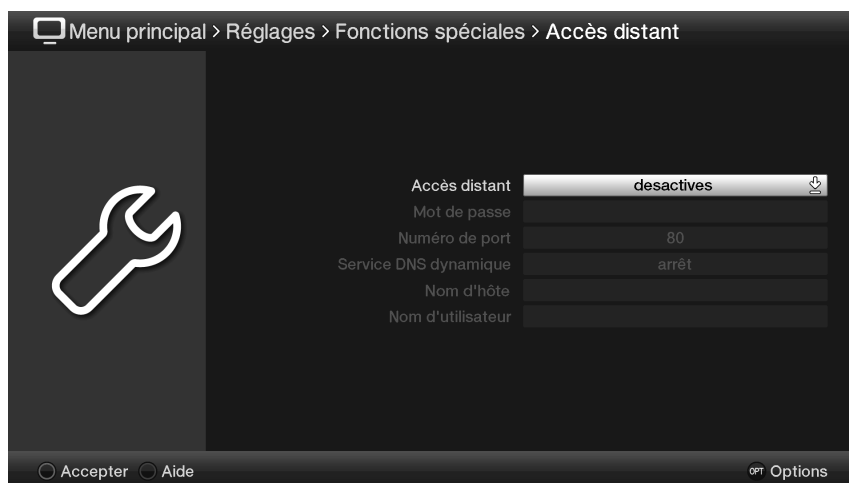 Menu principal > Réglages > Fonctions spéciales > Accès distant
Accès distant desactives
Mot de passe
Numéro de port 80
Service DNS dynamique arrêt
Nom d'hôte
Nom d'utilisateur
Accepter Aide OPT Options